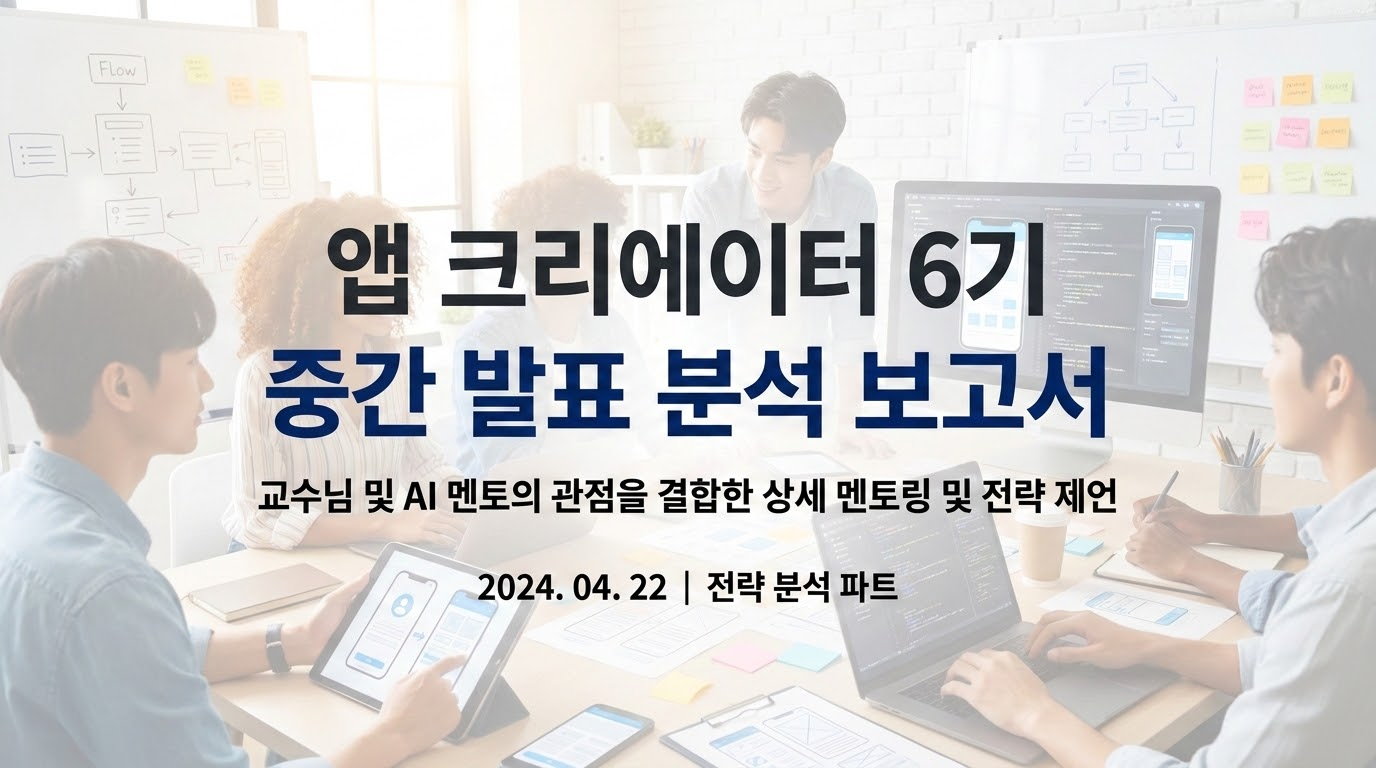 앱 크리에이터 6기
중간 발표 분석 보고서
교수님 및 AI 멘토의 관점을 결합한 상세 멘토링 및 전략 제언
2024. 04. 22 | 전략 분석 파트
Flow